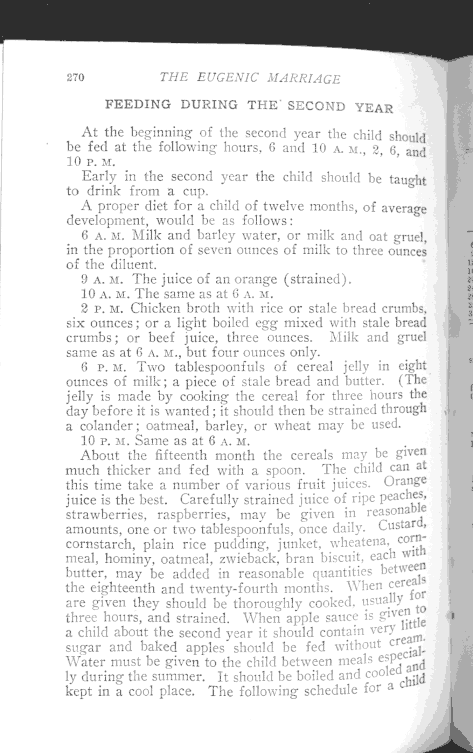 270 THE EUGENIC MARRIAGE
FEEDING DURING THE SECOND YEAR
At the beginning of the second year the child should
be fed at the following hours, 6 and 10 A. M., 2, 6, and
10 P. M.
Early in the second year the child should be taught
to drink from a cup.
A proper diet for a child of twelve months, of average
development, would be as follows:
6 A. M. Milk and barley water, or milk and oat gruel,
in the proportion of seven ounces of milk to three ounces
of the diluent.
9 A. M. The juice of an orange (strained).
10 A. M. The same as at 6 A. M.
2 P. M. Chicken broth with rice or stale bread crumbs,
six ounces; or a light boiled egg mixed with stale bread
crumbs; or beef juice, three ounces. Milk and gruel
same as at 6 A. M., but four ounces only.
6 P. M. Two tablespoonfuls of cereal jelly in eight
ounces of milk; a piece of stale bread and butter. (The
jelly is made by cooking the cereal for three hours the
day before it is wanted; it should then be strained through
a colander; oatmeal, barley, or wheat may be used.
10 P. M. Same as at 6 A. M.
About the fifteenth month the cereals may be given
much thicker and fed with a spoon. The child can at
this time take a number of various fruit juices. Orange
juice is the best. Carefully strained juice of ripe peaches,
strawberries, raspberries, may be given in reasonable
amounts, one or two tablespoonfuls, once daily. Custard,
cornstarch, plain rice pudding, junket, wheatena, corn-
meal, hominy, oatmeal, zwieback, bran biscuit, each with
butter, may be added in reasonable quantities between
the eighteenth and twenty-fourth months. When cereals
are given they should be thoroughly cooked, usually for
three hours, and strained. When apple sauce is given to
a child about the second year it should contain very little
sugar and baked apples should be fed without cream.
Water must be given to the child between meals especial-
ly during the summer. It should be boiled and cooled and
kept in a cool place. The following schedule for a child